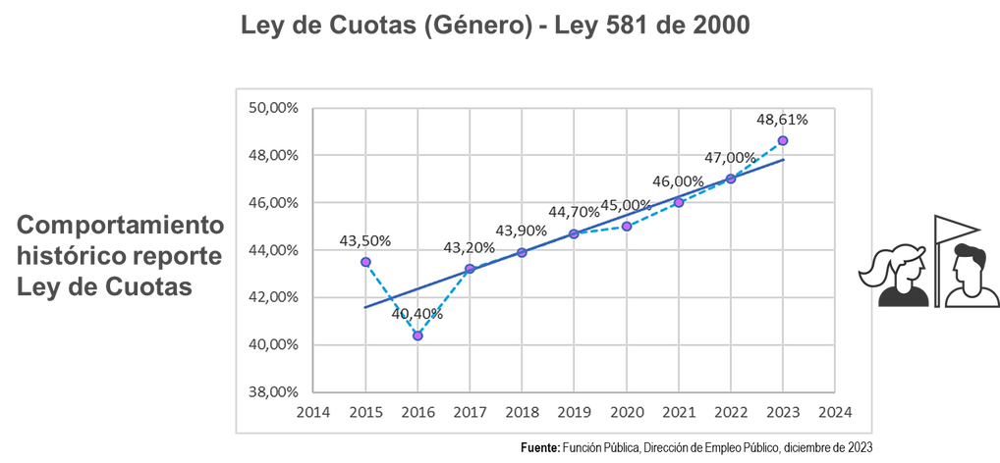 Ley de Cuotas (Género) - Ley 581 de 2000
Comportamiento
histórico reporte
Ley de Cuotas
50,00%
48,00%
46,00%
44,00%
42,00%
40,00%
38,00%
43,50%
40,40%
43,20%
43,90%
44,70%
45,00%
46,00%
47,00%
48,61%
2014 2015 2016 2017 2018 2019 2020 2021 2022 2023 2024
Fuente: Función Pública, Dirección de Empleo Público, diciembre de 2023